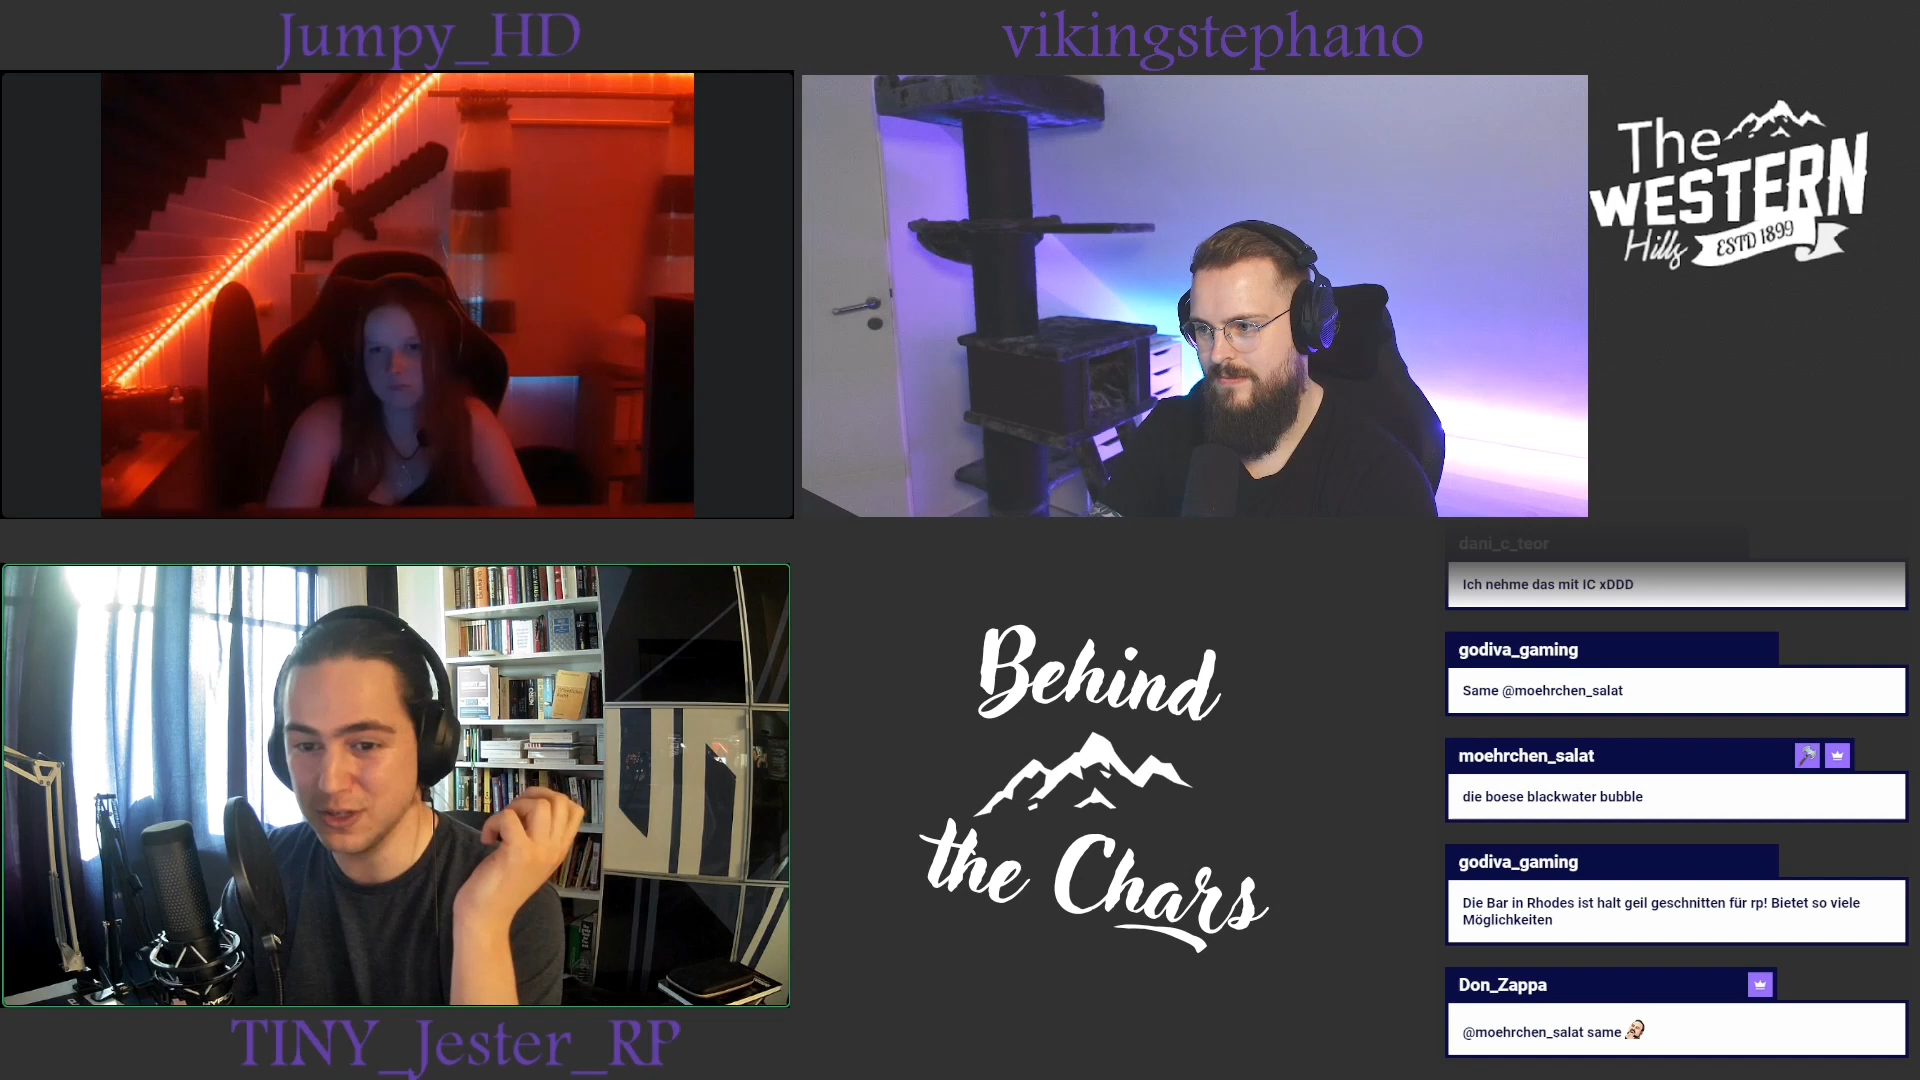 Jumpy_HD
vikingstephano
The
WESTERN
Hills
ESTD 1899
dani_c_teor
Ich nehme das mit IC xDDD
godiva_gaming
Same @moehrchen_salat
moehrchen_salat
die boese blackwater bubble
godiva_gaming
Die Bar in Rhodes ist halt geil geschnitten für rp! Bietet so viele
Möglichkeiten
Don_Zappa
@moehrchen_salat same
Behind
the Chars
TINY_Jester_RP